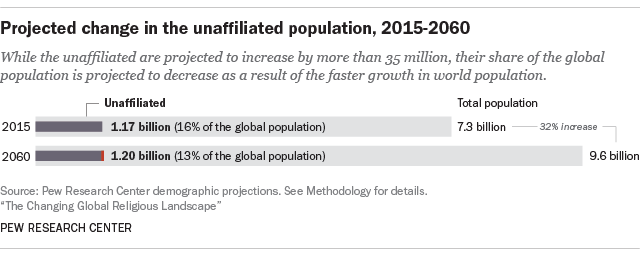 Projected change in the unaffiliated population, 2015-2060
While the unaffiliated are projected to increase by more than 35 million, their share of the global
population is projected to decrease as a result of the faster growth in world population.
Unaffiliated Total population
2015 1.17 billion (16% of the global population) 7.3 billion 32% increase
2060 1.20 billion (13% of the global population) 9.6 billion
Source: Pew Research Center demographic projections. See Methodology for details.
“The Changing Global Religious Landscape”
PEW RESEARCH CENTER